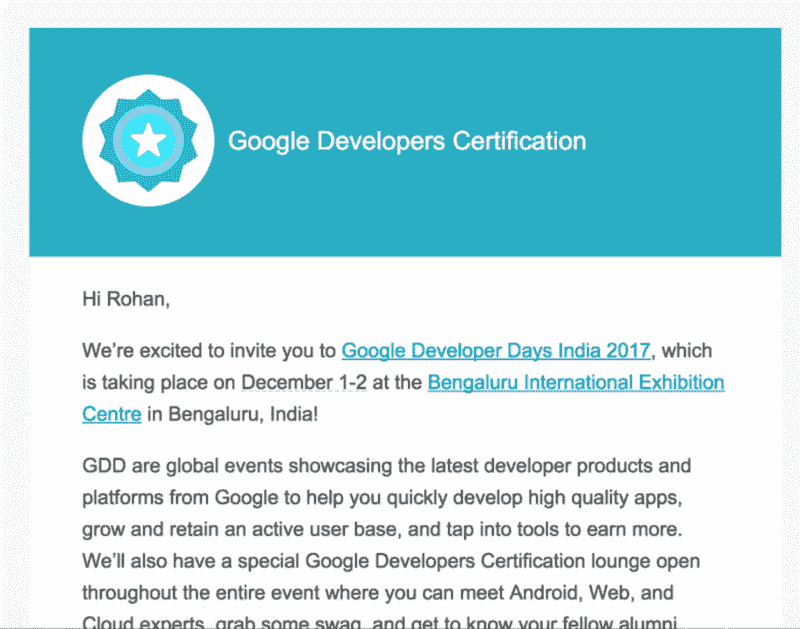 Google Developers Certification
Hi Rohan,
We’re excited to invite you to Google Developer Days India 2017, which
is taking place on December 1-2 at the Bengaluru International Exhibition
Centre in Bengaluru, India!
GDD are global events showcasing the latest developer products and
platforms from Google to help you quickly develop high quality apps,
grow and retain an active user base, and tap into tools to earn more.
We’ll also have a special Google Developers Certification lounge open
throughout the entire event where you can meet Android, Web, and
Cloud experts, grab some swag, and get to know your fellow alumni